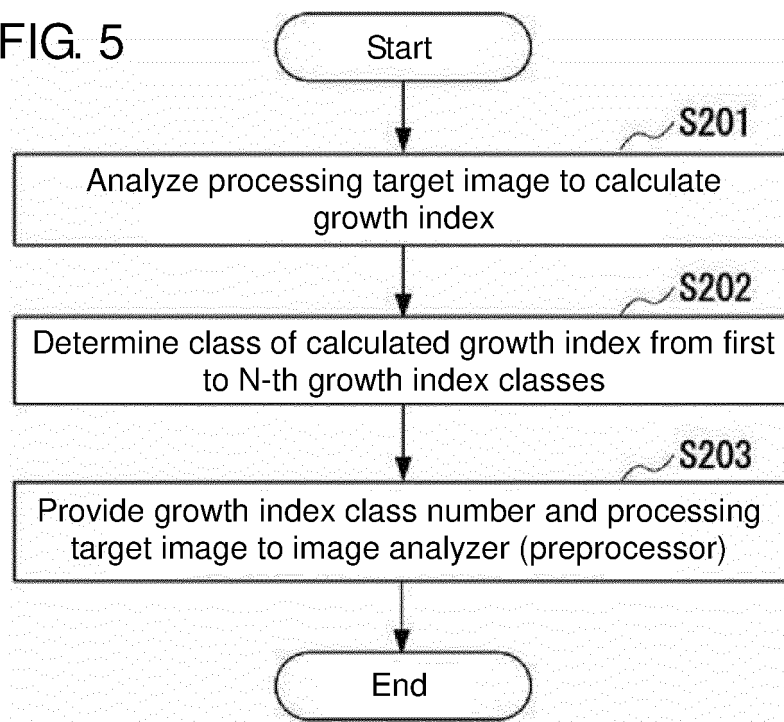 FIG. 5
Start
S201
Analyze processing target image to calculate
growth index
S202
Determine class of calculated growth index from first
to N-th growth index classes
S203
Provide growth index class number and processing
target image to image analyzer (preprocessor)
End